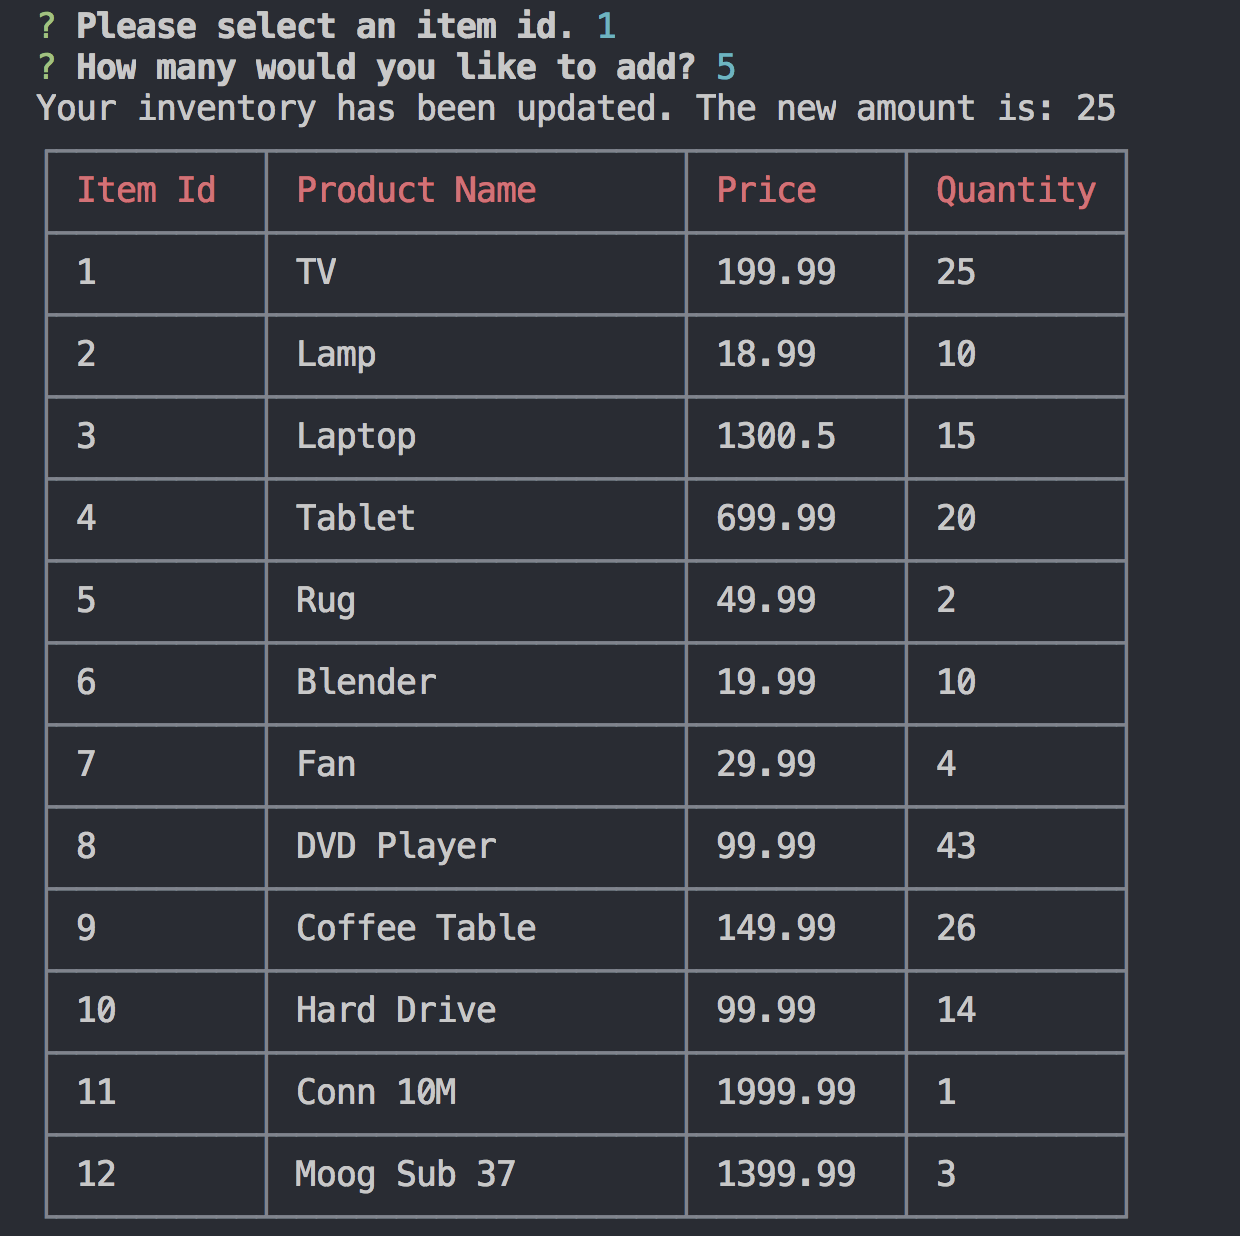 ? Please select an item id. 1
? How many would you like to add? 5
Your inventory has been updated. The new amount is: 25
Item Id Product Name Price Quantity
1 TV 199.99 25
2 Lamp 18.99 10
3 Laptop 1300.5 15
4 Tablet 699.99 20
5 Rug 49.99 2
6 Blender 19.99 10
7 Fan 29.99 4
8 DVD Player 99.99 43
9 Coffee Table 149.99 26
10 Hard Drive 99.99 14
11 Conn 10M 1999.99 1
12 Moog Sub 37 1399.99 3